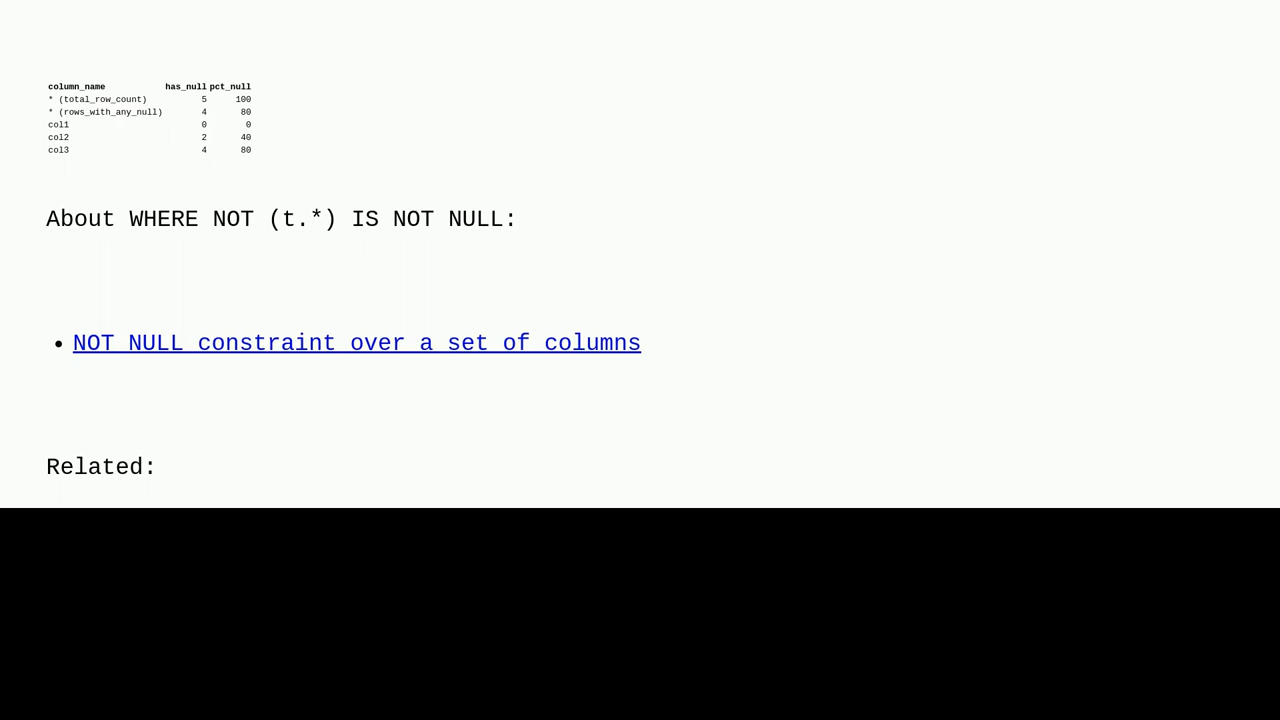 column_name has_null pct_null
* (total_row_count) 5 100
* (rows_with_any_null) 4 80
col1 0 0
col2 2 40
col3 4 80
About WHERE NOT (t.*) IS NOT NULL:
• NOT NULL constraint over a set of columns
Related: